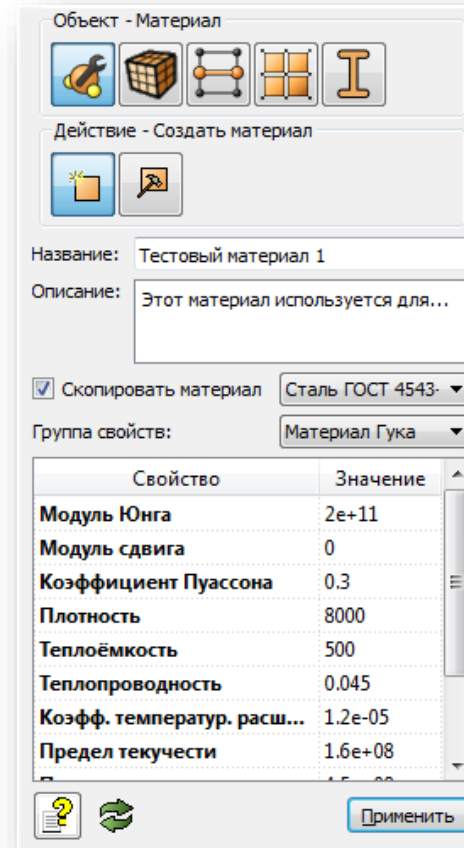 Объект - Материал
Действие - Создать материал
Название: Тестовый материал 1
Описание: Этот материал используется для...
Скопировать материал Сталь ГОСТ 4543-
Группа свойств: Материал Гука
Свойство Значение
Модуль Юнга 2e+11
Модуль сдвига 0
Коэффициент Пуассона 0.3
Плотность 8000
Теплоёмкость 500
Теплопроводность 0.045
Коэфф. температур. расш... 1.2e-05
Предел текучести 1.6e+08
Применить